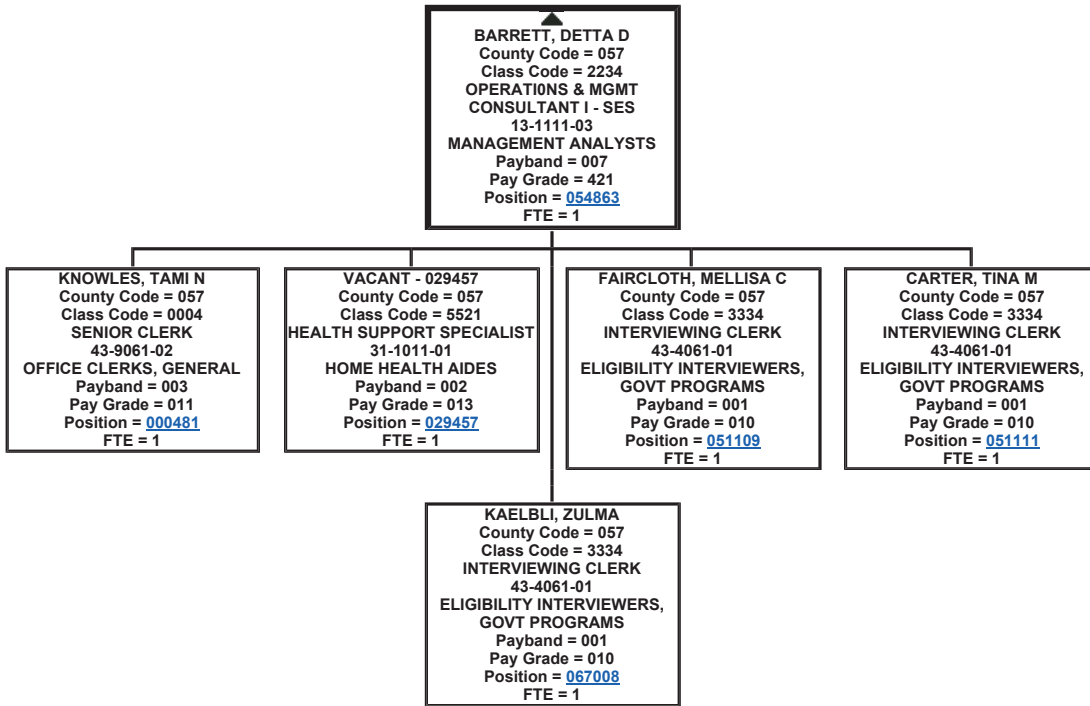 BARRETT, DETTA D
County Code = 057
Class Code = 2234
OPERATI0NS & MGMT
CONSULTANT I - SES
13-1111-03
MANAGEMENT ANALYSTS
Payband = 007
Pay Grade = 421
Position = 054863
FTE = 1
KNOWLES, TAMI N
County Code = 057
Class Code = 0004
SENIOR CLERK
43-9061-02
OFFICE CLERKS, GENERAL
Payband = 003
Pay Grade = 011
Position = 000481
FTE = 1
VACANT - 029457
County Code = 057
Class Code = 5521
HEALTH SUPPORT SPECIALIST
31-1011-01
HOME HEALTH AIDES
Payband = 002
Pay Grade = 013
Position = 029457
FTE = 1
FAIRCLOTH, MELLISA C
County Code = 057
Class Code = 3334
INTERVIEWING CLERK
43-4061-01
ELIGIBILITY INTERVIEWERS,
GOVT PROGRAMS
Payband = 001
Pay Grade = 010
Position = 051109
FTE = 1
CARTER, TINA M
County Code = 057
Class Code = 3334
INTERVIEWING CLERK
43-4061-01
ELIGIBILITY INTERVIEWERS,
GOVT PROGRAMS
Payband = 001
Pay Grade = 010
Position = 051111
FTE = 1
KAELBLI, ZULMA
County Code = 057
Class Code = 3334
INTERVIEWING CLERK
43-4061-01
ELIGIBILITY INTERVIEWERS,
GOVT PROGRAMS
Payband = 001
Pay Grade = 010
Position = 067008
FTE = 1